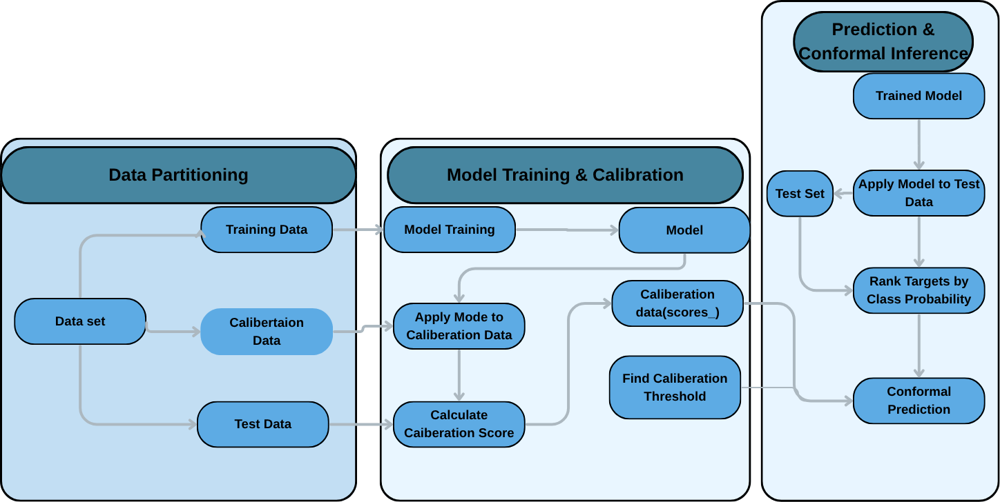 Data Partitioning
Training Data
Data set
Calibertaion
Data
Test Data
Model Training & Calibration
Model Training
Model
Apply Mode to
Caliberation Data
Caliberation
data(scores_)
Find Caliberation
Threshold
Calculate
Caiberation Score
Prediction &
Conformal Inference
Trained Model
Test Set
Apply Model to Test
Data
Rank Targets by
Class Probability
Conformal
Prediction